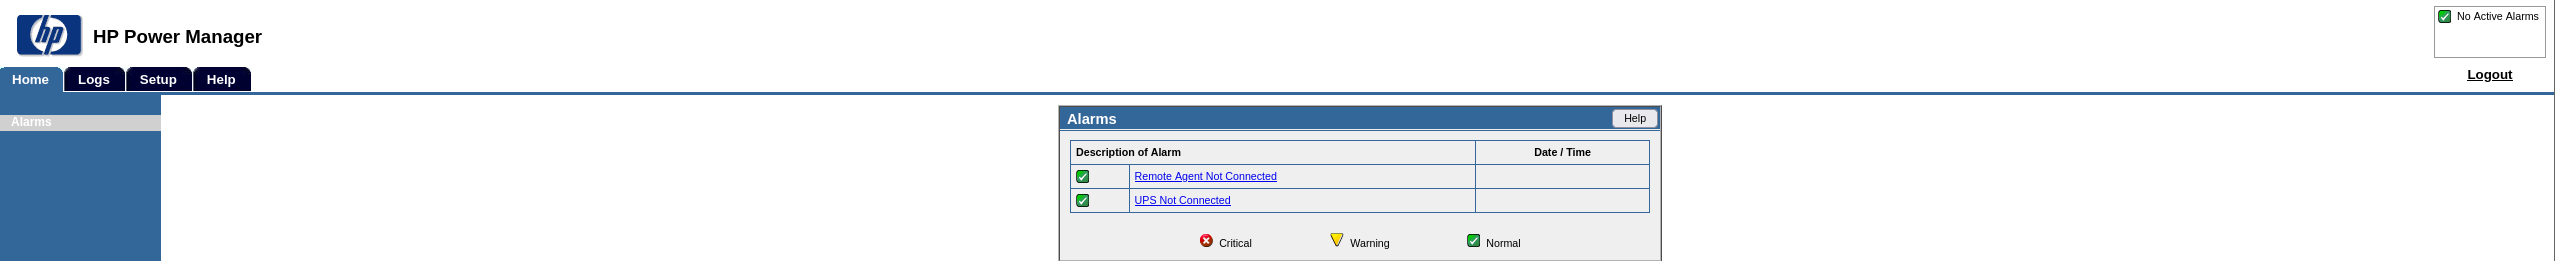 hp
HP Power Manager
No Active Alarms
Home Logs Setup Help
Logout
Alarms
Alarms Help
Description of Alarm Date / Time
Remote Agent Not Connected
UPS Not Connected
Critical Warning Normal